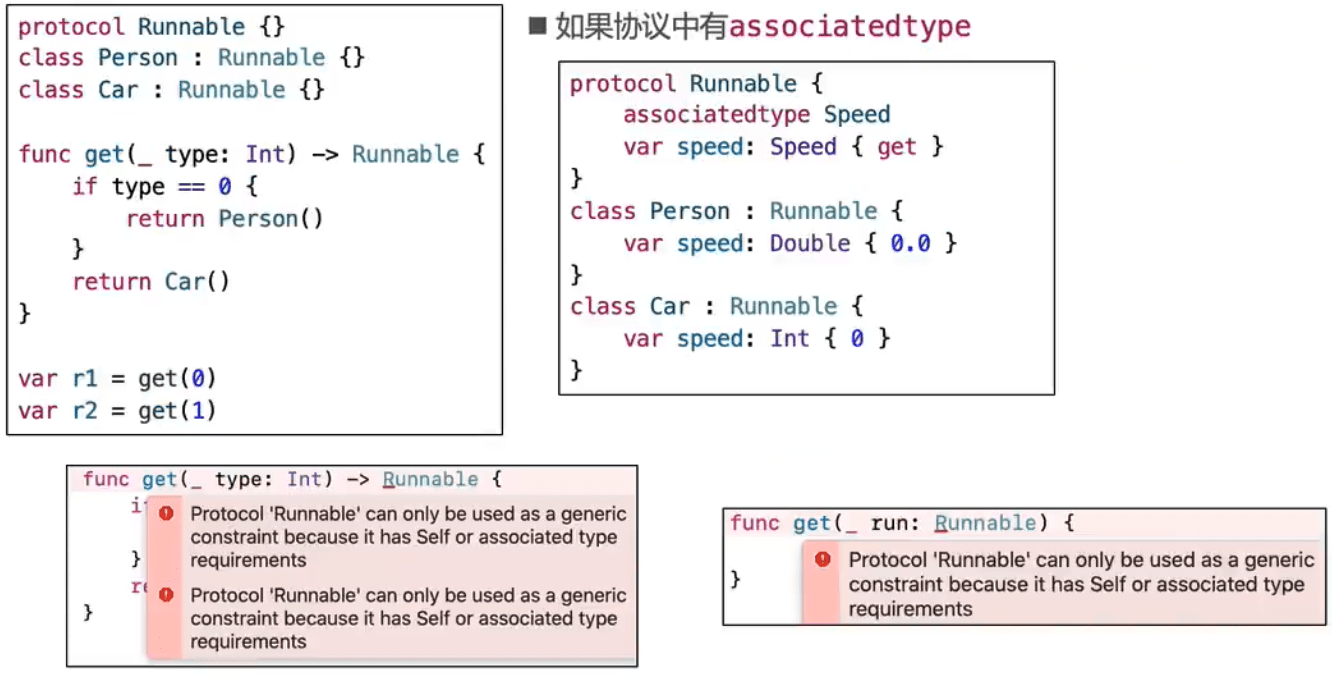 protocol Runnable {}
class Person : Runnable {}
class Car : Runnable {}
func get(_ type: Int) -> Runnable {
if type == 0 {
return Person()
}
return Car()
}
var r1 = get(0)
var r2 = get(1)
■ 如果协议中有associatedtype
protocol Runnable {
associatedtype Speed
var speed: Speed { get }
}
class Person : Runnable {
var speed: Double { 0.0 }
}
class Car : Runnable {
var speed: Int { 0 }
}
func get(_ type: Int) -> Runnable {
if
Protocol 'Runnable' can only be used as a generic
constraint because it has Self or associated type
requirements
}
re
Protocol 'Runnable' can only be used as a generic
constraint because it has Self or associated type
requirements
}
func get(_ run: Runnable) {
Protocol 'Runnable' can only be used as a generic
constraint because it has Self or associated type
requirements
}